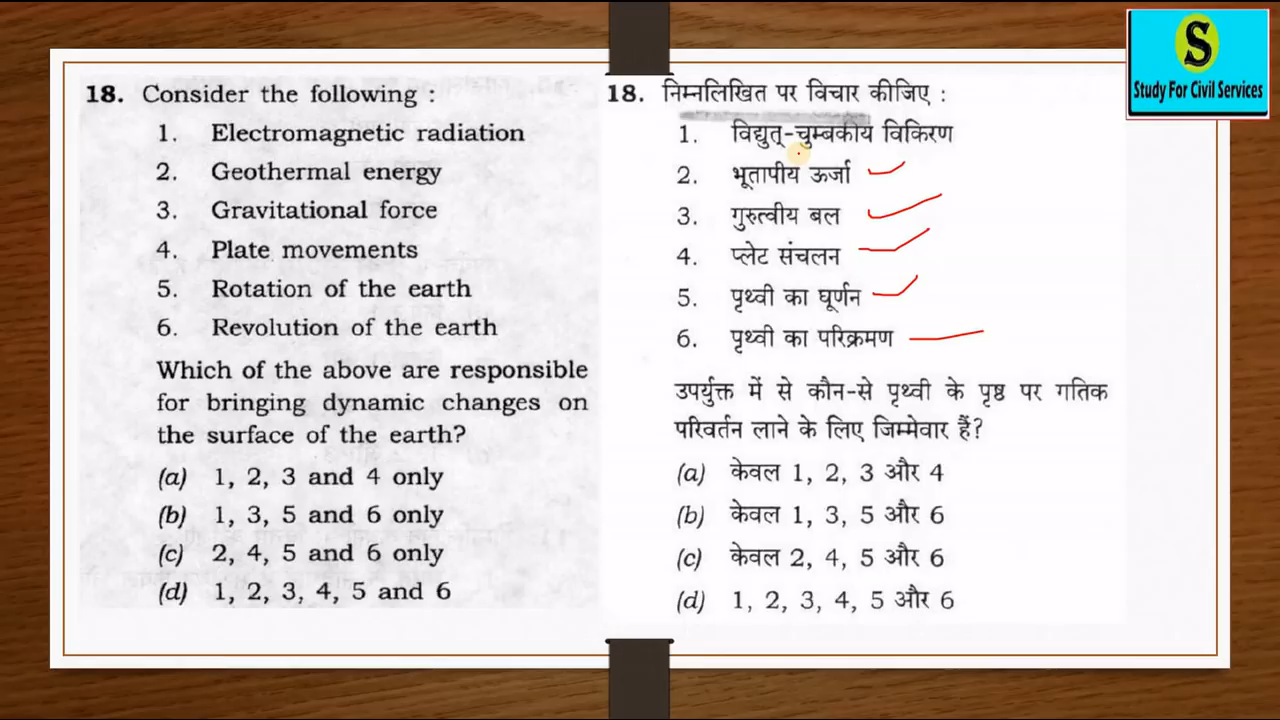 S
Study For Civil Services
18. Consider the following :
1. Electromagnetic radiation
2. Geothermal energy
3. Gravitational force
4. Plate movements
5. Rotation of the earth
6. Revolution of the earth
Which of the above are responsible
for bringing dynamic changes on
the surface of the earth?
(a) 1, 2, 3 and 4 only
(b) 1, 3, 5 and 6 only
(c) 2, 4, 5 and 6 only
(d) 1, 2, 3, 4, 5 and 6
18. निम्नलिखित पर विचार कीजिए :
1. विद्युत्-चुम्बकीय विकिरण
2. भूतापीय ऊर्जा
3. गुरुत्वीय बल
4. प्लेट संचलन
5. पृथ्वी का घूर्णन
6. पृथ्वी का परिक्रमण
उपर्युक्त में से कौन-से पृथ्वी के पृष्ठ पर गतिक
परिवर्तन लाने के लिए जिम्मेवार हैं?
(a) केवल 1, 2, 3 और 4
(b) केवल 1, 3, 5 और 6
(c) केवल 2, 4, 5 और 6
(d) 1, 2, 3, 4, 5 और 6